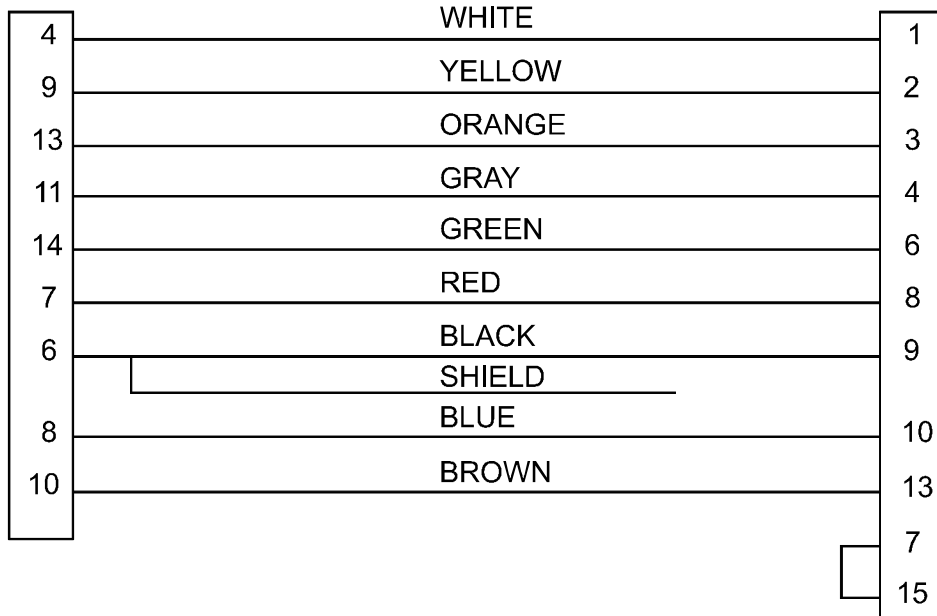 4 WHITE 1
9 YELLOW 2
13 ORANGE 3
11 GRAY 4
14 GREEN 6
7 RED 8
6 BLACK 9
SHIELD
8 BLUE 10
10 BROWN 13
7
15